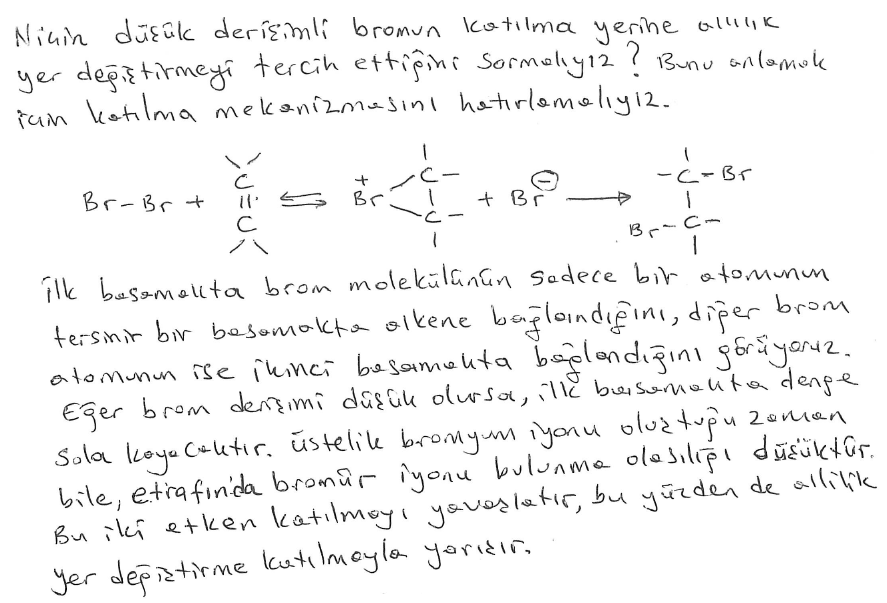 Niçin düşük derişimli bromun katılma yerine allilik
yer değiştirmeyi tercih ettiğini sormalıyız? Bunu anlamak
için katılma mekanizmasını hatırlamalıyız.
Br-Br + C=C ⇌ Br+ C- C- + Br⊖ → -C-Br Br-C-
ilk basamakta brom molekülünün sadece bir atomunun
tersinir bir basamakta alkene bağlandığını, diğer brom
atomunun ise ikinci basamakta bağlandığını görüyoruz.
Eğer brom derişimi düşük olursa, ilk basamakta denge
sola kayacaktır. üstelik bromyum iyonu oluştuğu zaman
bile, etrafında bromür iyonu bulunma olasılığı düşüktür.
Bu iki etken katılmayı yavaşlatır, bu yüzden de allilik
yer değiştirme katılmayla yarışır.